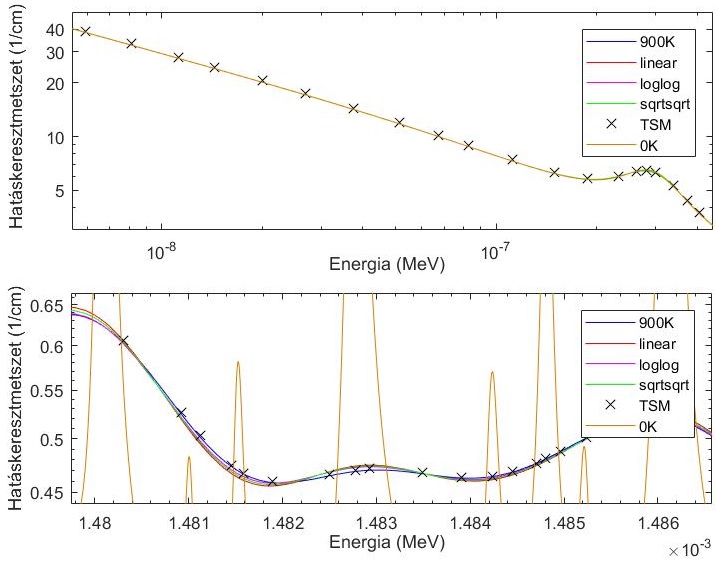 Hatáskeresztmetszet (1/cm)
40
30
20
10
5
10-8
10-7
Energia (MeV)
900K
linear
loglog
sqrtsqrt
TSM
0K
Hatáskeresztmetszet (1/cm)
0.65
0.6
0.55
0.5
0.45
1.48
1.481
1.482
1.483
1.484
1.485
1.486
Energia (MeV)
× 10-3
900K
linear
loglog
sqrtsqrt
TSM
0K